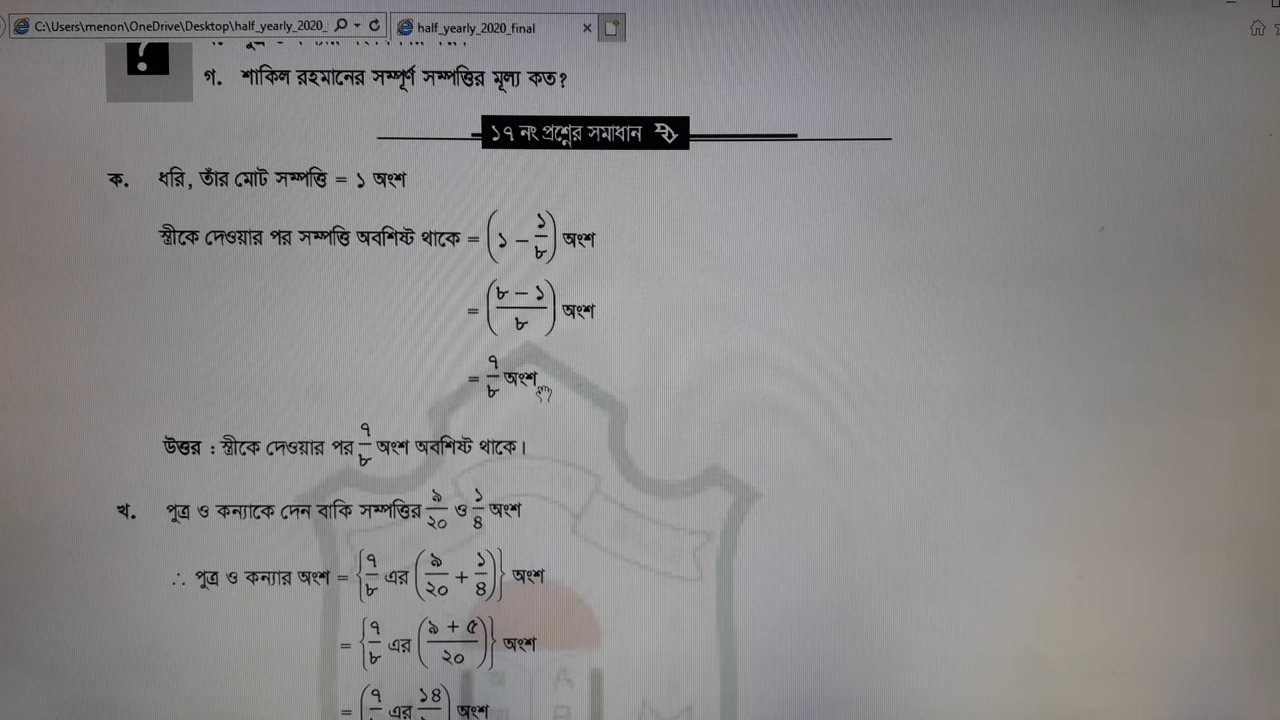 C:\Users\menon\OneDrive\Desktop\half_yearly_2020_
half_yearly_2020_final
গ. শাকিল রহমানের সম্পূর্ণ সম্পত্তির মূল্য কত?
১৭ নং প্রশ্নের সমাধান
ক. ধরি, তাঁর মোট সম্পত্তি = ১ অংশ
স্ত্রীকে দেওয়ার পর সম্পত্তি অবশিষ্ট থাকে = (১ − ১/৮) অংশ
= ((৮ − ১)/৮) অংশ
= ৭/৮ অংশ
উত্তর : স্ত্রীকে দেওয়ার পর ৭/৮ অংশ অবশিষ্ট থাকে।
খ. পুত্র ও কন্যাকে দেন বাকি সম্পত্তির ৯/২০ ও ১/৪ অংশ
∴ পুত্র ও কন্যার অংশ = {৭/৮ এর (৯/২০ + ১/৪)} অংশ
= {৭/৮ এর ((৯ + ৫)/২০)} অংশ
= (৭ এর ১৪) অংশ